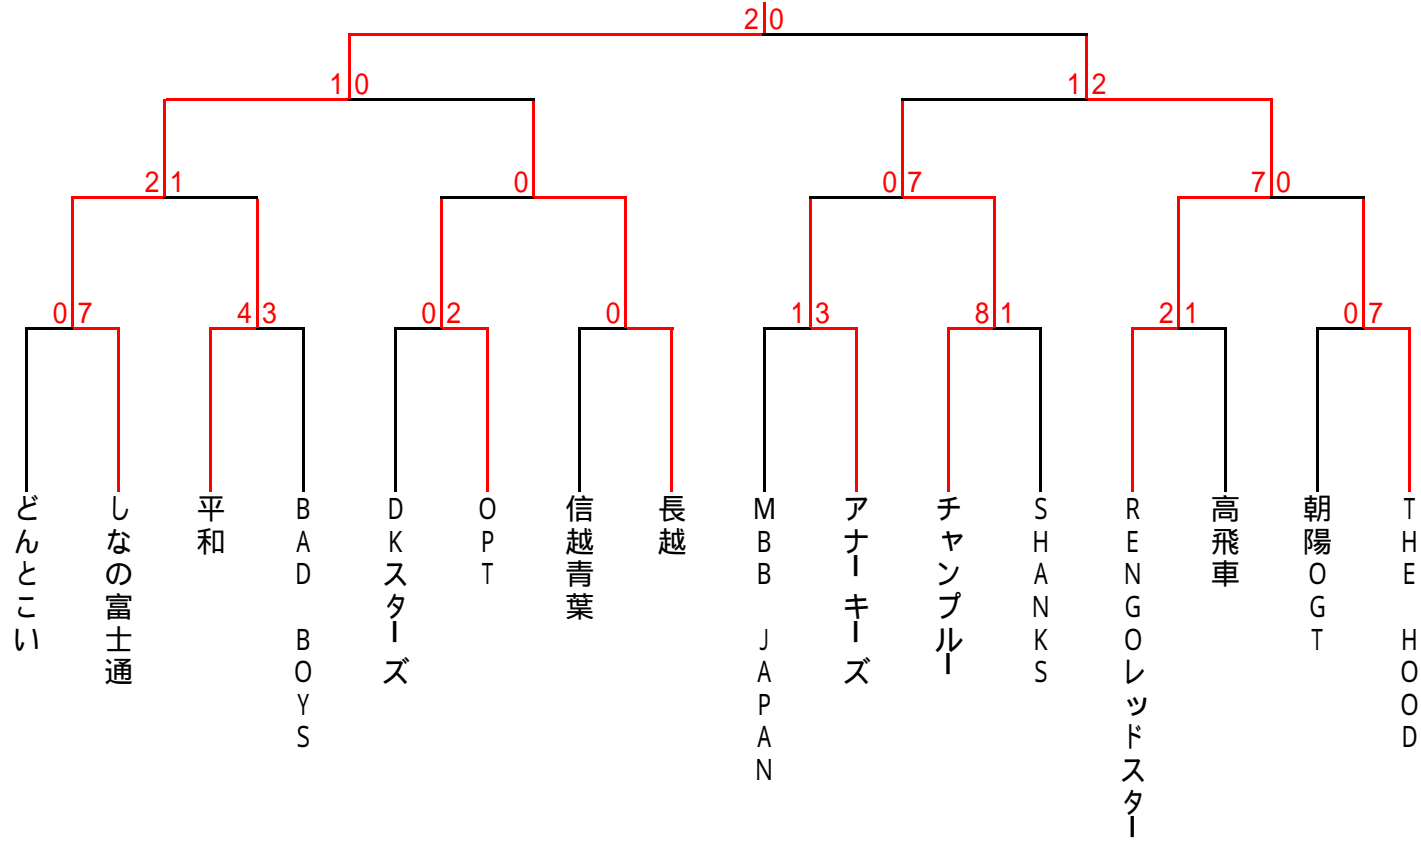 2 0
1 0
1 2
2 1
0
0 7
7 0
0 7
4 3
0 2
0
1 3
8 1
2 1
0 7
どんとこい
しなの富士通
平和
BAD BOYS
DKスターズ
OPT
信越青葉
長越
MBB JAPAN
アナーキーズ
チャンプルー
SHANKS
RENGOレッドスター
高飛車
朝陽OGT
THE HOOD